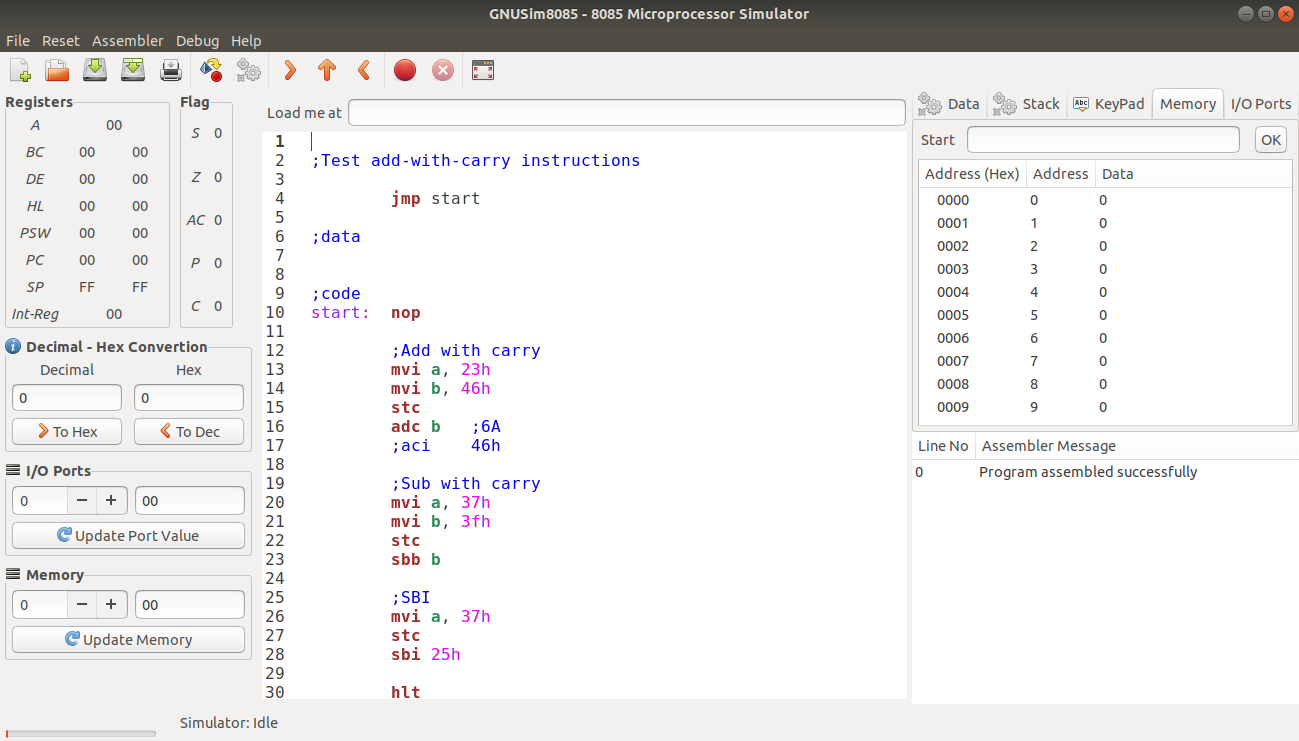 GNUSim8085 - 8085 Microprocessor Simulator
File Reset Assembler Debug Help
Registers
A 00
BC 00 00
DE 00 00
HL 00 00
PSW 00 00
PC 00 00
SP FF FF
Int-Reg 00
Flag
S 0
Z 0
AC 0
P 0
C 0
Decimal - Hex Convertion
Decimal Hex
0 0
To Hex To Dec
I/O Ports
0 − + 00
Update Port Value
Memory
0 − + 00
Update Memory
Load me at
1
2 ;Test add-with-carry instructions
3
4 jmp start
5
6 ;data
7
8
9 ;code
10 start: nop
11
12 ;Add with carry
13 mvi a, 23h
14 mvi b, 46h
15 stc
16 adc b ;6A
17 ;aci 46h
18
19 ;Sub with carry
20 mvi a, 37h
21 mvi b, 3fh
22 stc
23 sbb b
24
25 ;SBI
26 mvi a, 37h
27 stc
28 sbi 25h
29
30 hlt
Data Stack Abc KeyPad Memory I/O Ports
Start OK
Address (Hex) Address Data
0000 0 0
0001 1 0
0002 2 0
0003 3 0
0004 4 0
0005 5 0
0006 6 0
0007 7 0
0008 8 0
0009 9 0
Line No Assembler Message
0 Program assembled successfully
Simulator: Idle